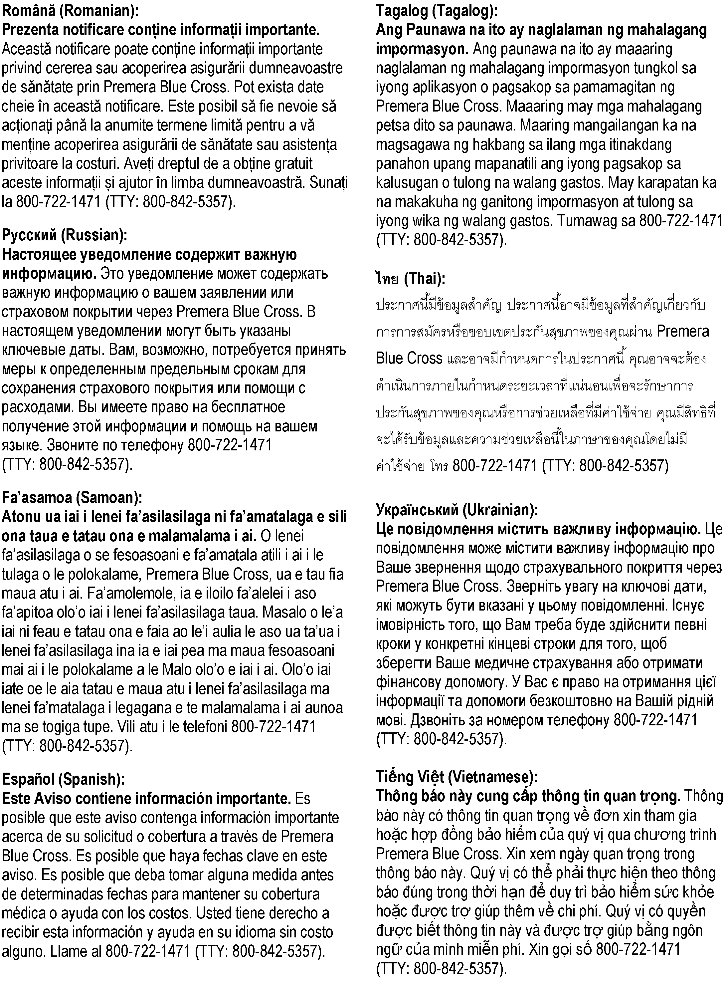 Română (Romanian):
Prezenta notificare conține informații importante.
Această notificare poate conține informații importante
privind cererea sau acoperirea asigurării dumneavoastre
de sănătate prin Premera Blue Cross. Pot exista date
cheie în această notificare. Este posibil să fie nevoie să
acționați până la anumite termene limită pentru a vă
menține acoperirea asigurării de sănătate sau asistența
privitoare la costuri. Aveți dreptul de a obține gratuit
aceste informații și ajutor în limba dumneavoastră. Sunați
la 800-722-1471 (TTY: 800-842-5357).
Русский (Russian):
Настоящее уведомление содержит важную
информацию. Это уведомление может содержать
важную информацию о вашем заявлении или
страховом покрытии через Premera Blue Cross. В
настоящем уведомлении могут быть указаны
ключевые даты. Вам, возможно, потребуется принять
меры к определенным предельным срокам для
сохранения страхового покрытия или помощи с
расходами. Вы имеете право на бесплатное
получение этой информации и помощь на вашем
языке. Звоните по телефону 800-722-1471
(TTY: 800-842-5357).
Fa’asamoa (Samoan):
Atonu ua iai i lenei fa’asilasilaga ni fa’amatalaga e sili
ona taua e tatau ona e malamalama i ai. O lenei
fa’asilasilaga o se fesoasoani e fa’amatala atili i ai i le
tulaga o le polokalame, Premera Blue Cross, ua e tau fia
maua atu i ai. Fa’amolemole, ia e iloilo fa’alelei i aso
fa’apitoa olo’o iai i lenei fa’asilasilaga taua. Masalo o le’a
iai ni feau e tatau ona e faia ao le’i aulia le aso ua ta’ua i
lenei fa’asilasilaga ina ia e iai pea ma maua fesoasoani
mai ai i le polokalame a le Malo olo’o e iai i ai. Olo’o iai
iate oe le aia tatau e maua atu i lenei fa’asilasilaga ma
lenei fa’matalaga i legagana e te malamalama i ai aunoa
ma se togiga tupe. Vili atu i le telefoni 800-722-1471
(TTY: 800-842-5357).
Español (Spanish):
Este Aviso contiene información importante. Es
posible que este aviso contenga información importante
acerca de su solicitud o cobertura a través de Premera
Blue Cross. Es posible que haya fechas clave en este
aviso. Es posible que deba tomar alguna medida antes
de determinadas fechas para mantener su cobertura
médica o ayuda con los costos. Usted tiene derecho a
recibir esta información y ayuda en su idioma sin costo
alguno. Llame al 800-722-1471 (TTY: 800-842-5357).
Tagalog (Tagalog):
Ang Paunawa na ito ay naglalaman ng mahalagang
impormasyon. Ang paunawa na ito ay maaaring
naglalaman ng mahalagang impormasyon tungkol sa
iyong aplikasyon o pagsakop sa pamamagitan ng
Premera Blue Cross. Maaaring may mga mahalagang
petsa dito sa paunawa. Maaring mangailangan ka na
magsagawa ng hakbang sa ilang mga itinakdang
panahon upang mapanatili ang iyong pagsakop sa
kalusugan o tulong na walang gastos. May karapatan ka
na makakuha ng ganitong impormasyon at tulong sa
iyong wika ng walang gastos. Tumawag sa 800-722-1471
(TTY: 800-842-5357).
ไทย (Thai):
ประกาศนี้มีข้อมูลสำคัญ ประกาศนี้อาจมีข้อมูลที่สำคัญเกี่ยวกับ
การการสมัครหรือขอบเขตประกันสุขภาพของคุณผ่าน Premera
Blue Cross และอาจมีกำหนดการในประกาศนี้ คุณอาจจะต้อง
ดำเนินการภายในกำหนดระยะเวลาที่แน่นอนเพื่อจะรักษาการ
ประกันสุขภาพของคุณหรือการช่วยเหลือที่มีค่าใช้จ่าย คุณมีสิทธิที่
จะได้รับข้อมูลและความช่วยเหลือนี้ในภาษาของคุณโดยไม่มี
ค่าใช้จ่าย โทร 800-722-1471 (TTY: 800-842-5357)
Український (Ukrainian):
Це повідомлення містить важливу інформацію. Це
повідомлення може містити важливу інформацію про
Ваше звернення щодо страхувального покриття через
Premera Blue Cross. Зверніть увагу на ключові дати,
які можуть бути вказані у цьому повідомленні. Існує
імовірність того, що Вам треба буде здійснити певні
кроки у конкретні кінцеві строки для того, щоб
зберегти Ваше медичне страхування або отримати
фінансову допомогу. У Вас є право на отримання цієї
інформації та допомоги безкоштовно на Вашій рідній
мові. Дзвоніть за номером телефону 800-722-1471
(TTY: 800-842-5357).
Tiếng Việt (Vietnamese):
Thông báo này cung cấp thông tin quan trọng. Thông
báo này có thông tin quan trọng về đơn xin tham gia
hoặc hợp đồng bảo hiểm của quý vị qua chương trình
Premera Blue Cross. Xin xem ngày quan trọng trong
thông báo này. Quý vị có thể phải thực hiện theo thông
báo đúng trong thời hạn để duy trì bảo hiểm sức khỏe
hoặc được trợ giúp thêm về chi phí. Quý vị có quyền
được biết thông tin này và được trợ giúp bằng ngôn
ngữ của mình miễn phí. Xin gọi số 800-722-1471
(TTY: 800-842-5357).